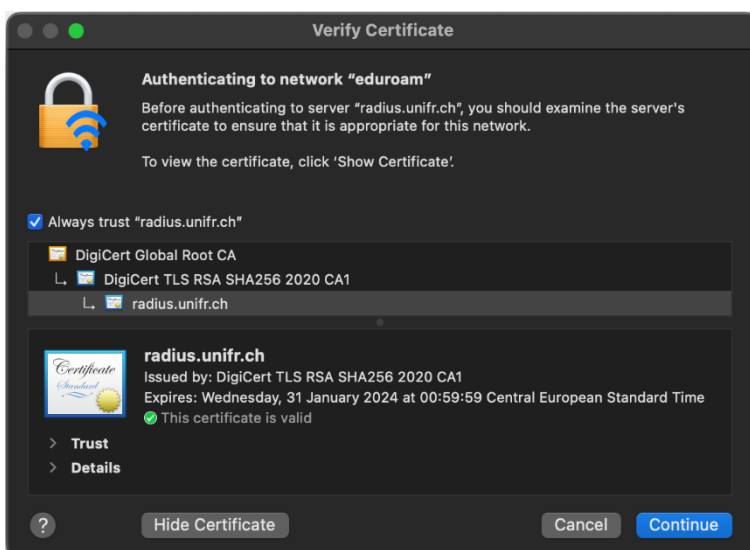 Verify Certificate
Authenticating to network “eduroam”
Before authenticating to server “radius.unifr.ch”, you should examine the server's
certificate to ensure that it is appropriate for this network.
To view the certificate, click ‘Show Certificate’.
Always trust “radius.unifr.ch”
DigiCert Global Root CA
DigiCert TLS RSA SHA256 2020 CA1
radius.unifr.ch
Certificate
Standard
radius.unifr.ch
Issued by: DigiCert TLS RSA SHA256 2020 CA1
Expires: Wednesday, 31 January 2024 at 00:59:59 Central European Standard Time
This certificate is valid
Trust
Details
? Hide Certificate Cancel Continue